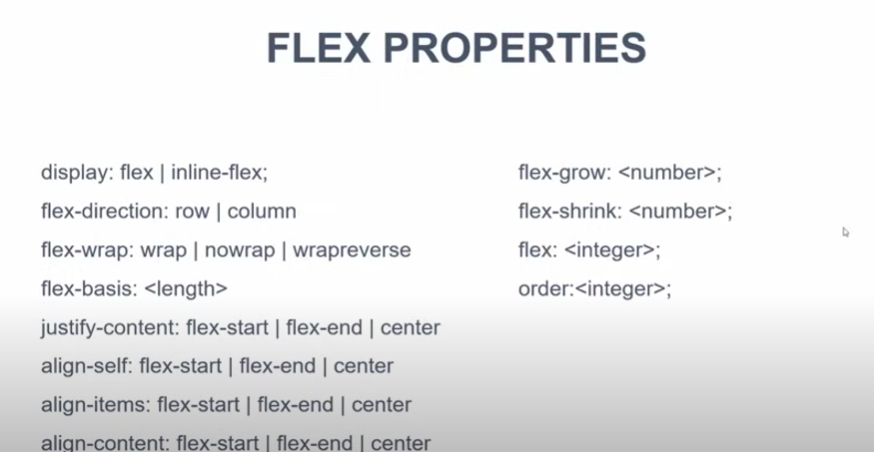 FLEX PROPERTIES
display: flex | inline-flex;
flex-direction: row | column
flex-wrap: wrap | nowrap | wrapreverse
flex-basis: <length>
justify-content: flex-start | flex-end | center
align-self: flex-start | flex-end | center
align-items: flex-start | flex-end | center
align-content: flex-start | flex-end | center
flex-grow: <number>;
flex-shrink: <number>;
flex: <integer>;
order:<integer>;